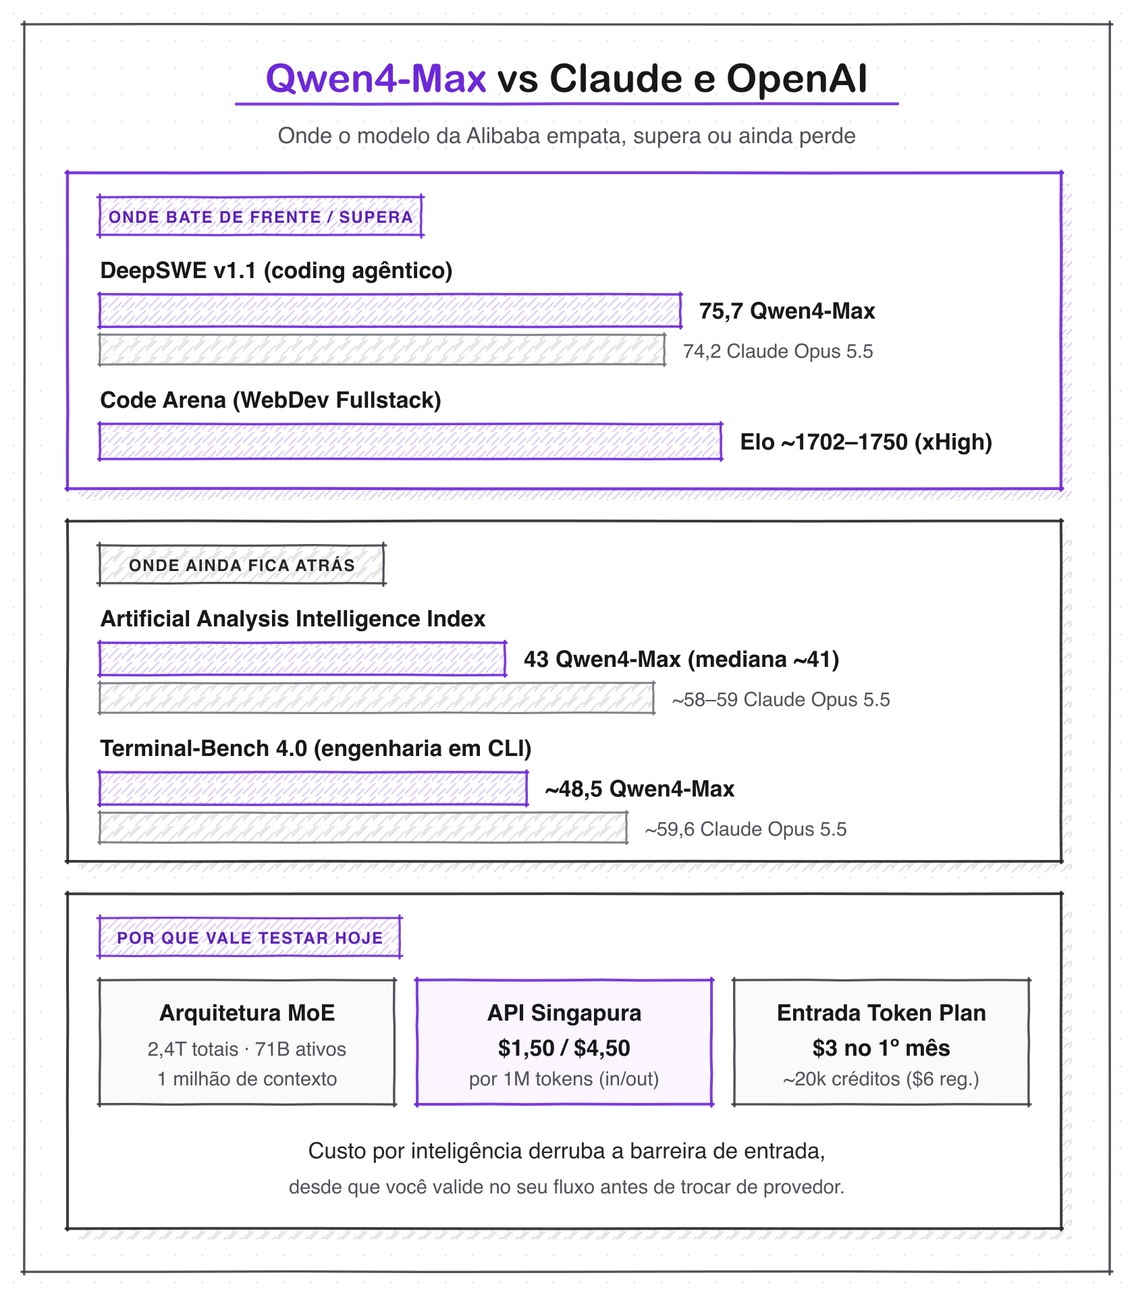 Qwen4-Max vs Claude e OpenAI
Onde o modelo da Alibaba empata, supera ou ainda perde
ONDE BATE DE FRENTE / SUPERA
DeepSWE v1.1 (coding agêntico)
75,7 Qwen4-Max
74,2 Claude Opus 5.5
Code Arena (WebDev Fullstack)
Elo ~1702–1750 (xHigh)
ONDE AINDA FICA ATRÁS
Artificial Analysis Intelligence Index
43 Qwen4-Max (mediana ~41)
~58–59 Claude Opus 5.5
Terminal-Bench 4.0 (engenharia em CLI)
~48,5 Qwen4-Max
~59,6 Claude Opus 5.5
POR QUE VALE TESTAR HOJE
Arquitetura MoE
2,4T totais · 71B ativos
1 milhão de contexto
API Singapura
$1,50 / $4,50
por 1M tokens (in/out)
Entrada Token Plan
$3 no 1º mês
~20k créditos ($6 reg.)
Custo por inteligência derruba a barreira de entrada,
desde que você valide no seu fluxo antes de trocar de provedor.